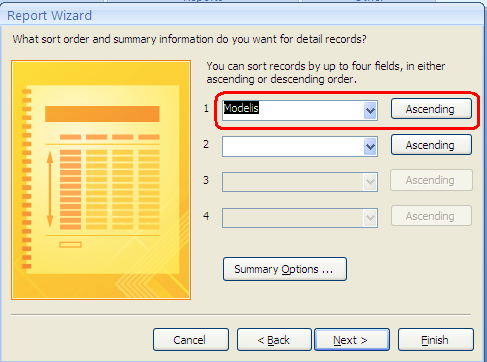 Reports
Other
Report Wizard
What sort order and summary information do you want for detail records?
You can sort records by up to four fields, in either
ascending or descending order.
1 Modelis Ascending
2 Ascending
3 Ascending
4 Ascending
Summary Options ...
Cancel < Back Next > Finish